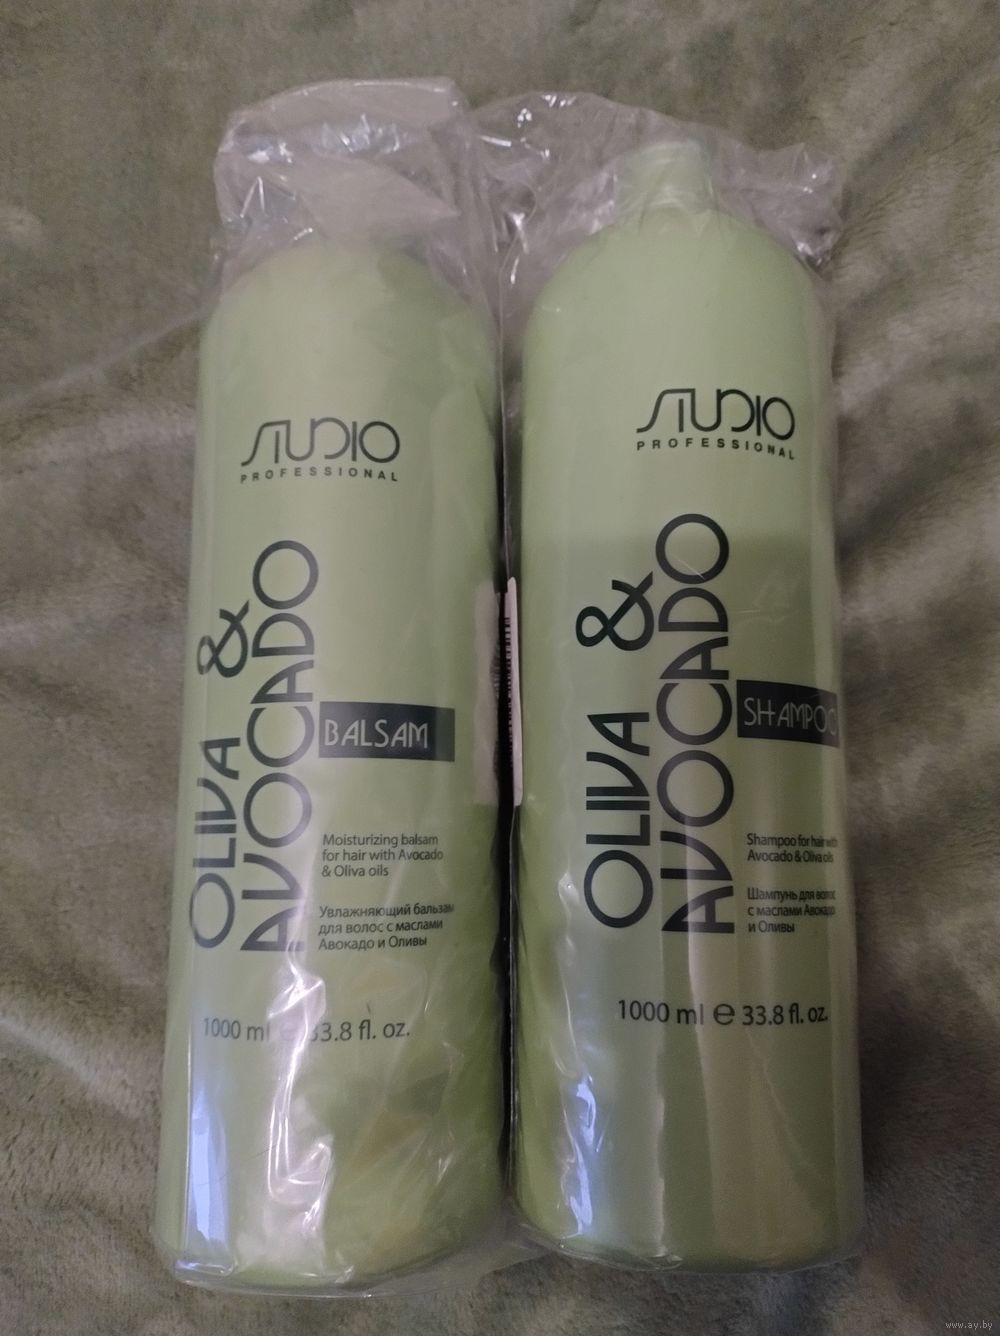 STUDIO
PROFESSIONAL
OLIVA &
AVOCADO
BALSAM
Moisturizing balsam
for hair with Avocado
& Oliva oils
Увлажняющий бальзам
для волос с маслами
Авокадо и Оливы
1000 ml ℮ 33.8 fl. oz.
STUDIO
PROFESSIONAL
OLIVA &
AVOCADO
SHAMPOO
Shampoo for hair with
Avocado & Oliva oils
Шампунь для волос
с маслами Авокадо
и Оливы
1000 ml ℮ 33.8 fl. oz.
www.ay.by